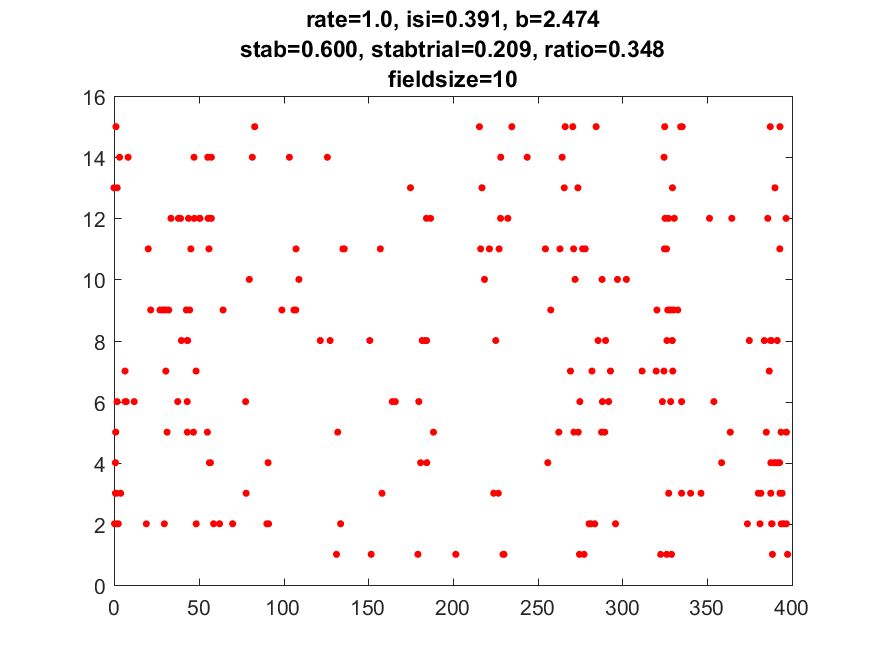 rate=1.0, isi=0.391, b=2.474
stab=0.600, stabtrial=0.209, ratio=0.348
fieldsize=10
16
14
12
10
8
6
4
2
0
0 50 100 150 200 250 300 350 400